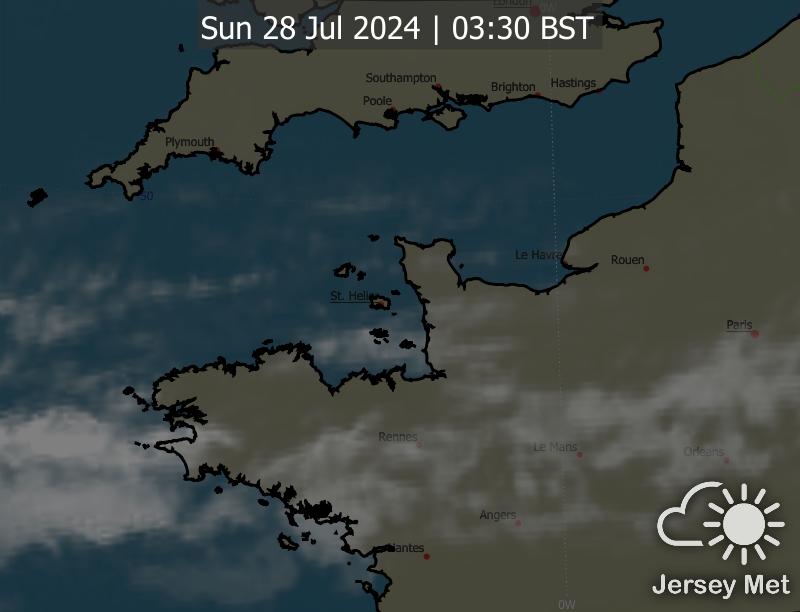 London
0W
Sun 28 Jul 2024 | 03:30 BST
Southampton
Brighton
Hastings
Poole
Plymouth
50
Le Havre
Rouen
St. Helier
Paris
Rennes
Le Mans
Orleans
Angers
Nantes
Jersey Met
0W